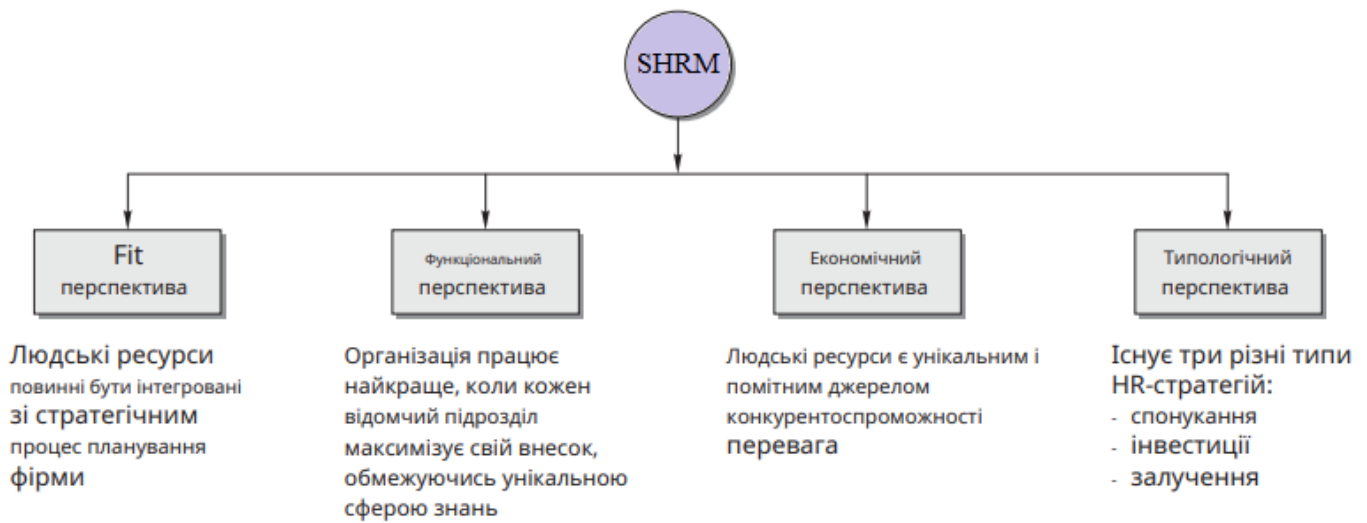 SHRM
Fit
перспектива
Людські ресурси
повинні бути інтегровані
зі стратегічним
процес планування
фірми
Функціональний
перспектива
Організація працює
найкраще, коли кожен
відомчий підрозділ
максимізує свій внесок,
обмежуючись унікальною
сферою знань
Економічний
перспектива
Людські ресурси є унікальним і
помітним джерелом
конкурентоспроможності
перевага
Типологічний
перспектива
Існує три різні типи
HR-стратегій:
- спонукання
- інвестиції
- залучення